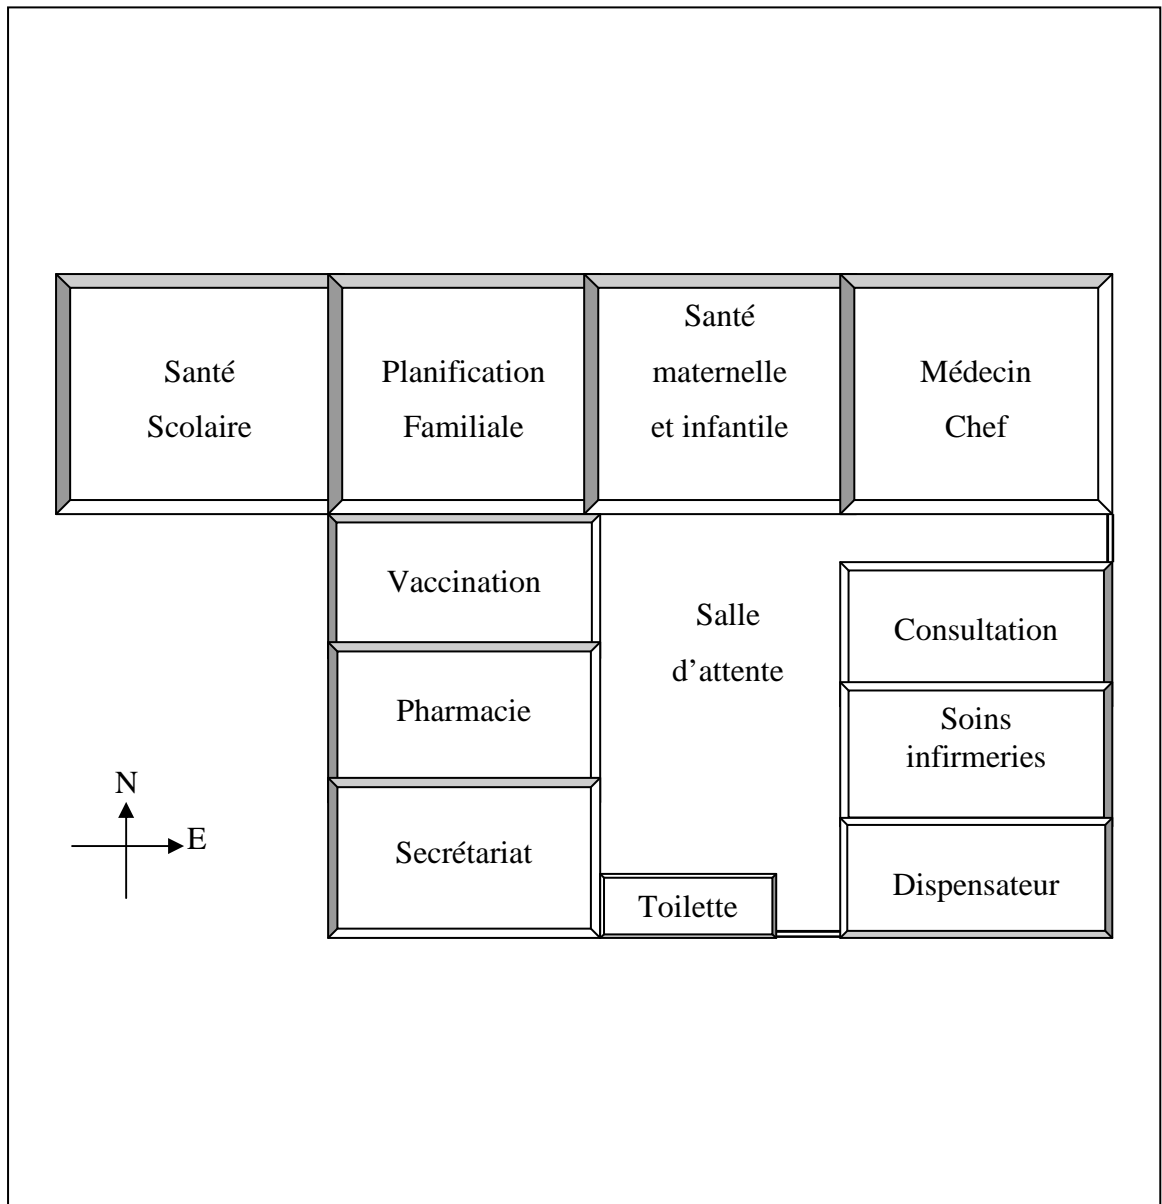 Santé
Scolaire
Planification
Familiale
Santé
maternelle
et infantile
Médecin
Chef
Vaccination
Salle
d’attente
Consultation
Pharmacie
Soins
infirmeries
N
E
Secrétariat
Toilette
Dispensateur